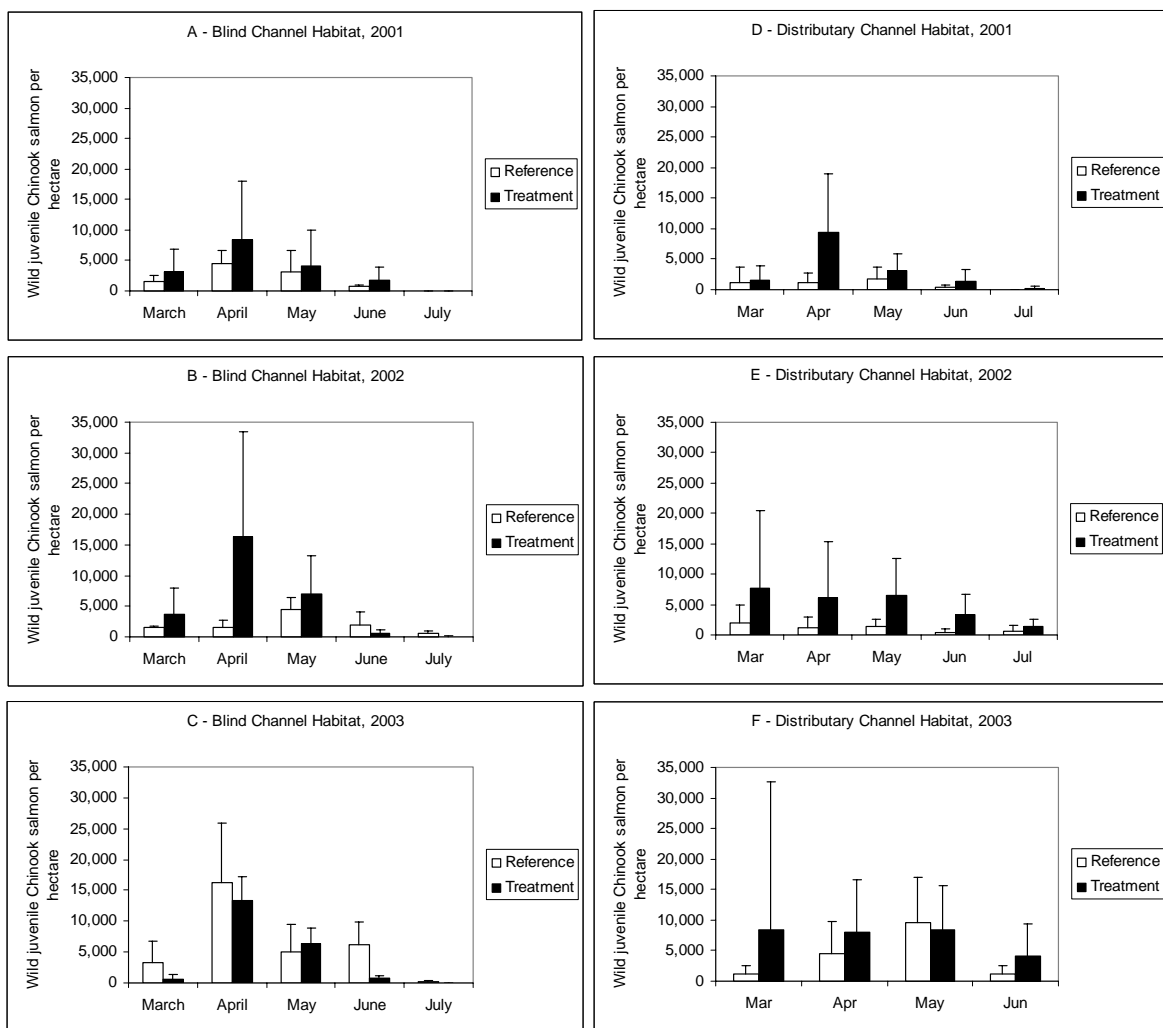 A - Blind Channel Habitat, 2001
Wild juvenile Chinook salmon per
hectare
35,000
30,000
25,000
20,000
15,000
10,000
5,000
0
March April May June July
Reference
Treatment
D - Distributary Channel Habitat, 2001
Wild juvenile Chinook salmon per
hectare
35,000
30,000
25,000
20,000
15,000
10,000
5,000
0
Mar Apr May Jun Jul
Reference
Treatment
B - Blind Channel Habitat, 2002
Wild juvenile Chinook salmon per
hectare
35,000
30,000
25,000
20,000
15,000
10,000
5,000
0
March April May June July
Reference
Treatment
E - Distributary Channel Habitat, 2002
Wild juvenile Chinook salmon per
hectare
35,000
30,000
25,000
20,000
15,000
10,000
5,000
0
Mar Apr May Jun Jul
Reference
Treatment
C - Blind Channel Habitat, 2003
Wild juvenile Chinook salmon per
hectare
35,000
30,000
25,000
20,000
15,000
10,000
5,000
0
March April May June July
Reference
Treatment
F - Distributary Channel Habitat, 2003
Wild juvenile Chinook salmon per
hectare
35,000
30,000
25,000
20,000
15,000
10,000
5,000
0
Mar Apr May Jun
Reference
Treatment